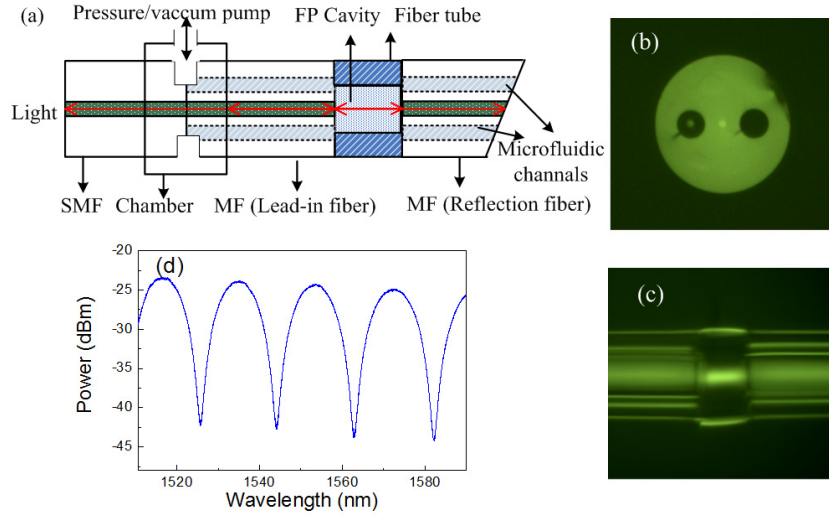 (a)
Pressure/vaccum pump
FP Cavity
Fiber tube
Light
Microfluidic
channels
SMF
Chamber
MF (Lead-in fiber)
MF (Reflection fiber)
(b)
(c)
(d)
Power (dBm)
-20
-25
-30
-35
-40
-45
1520
1540
1560
1580
Wavelength (nm)